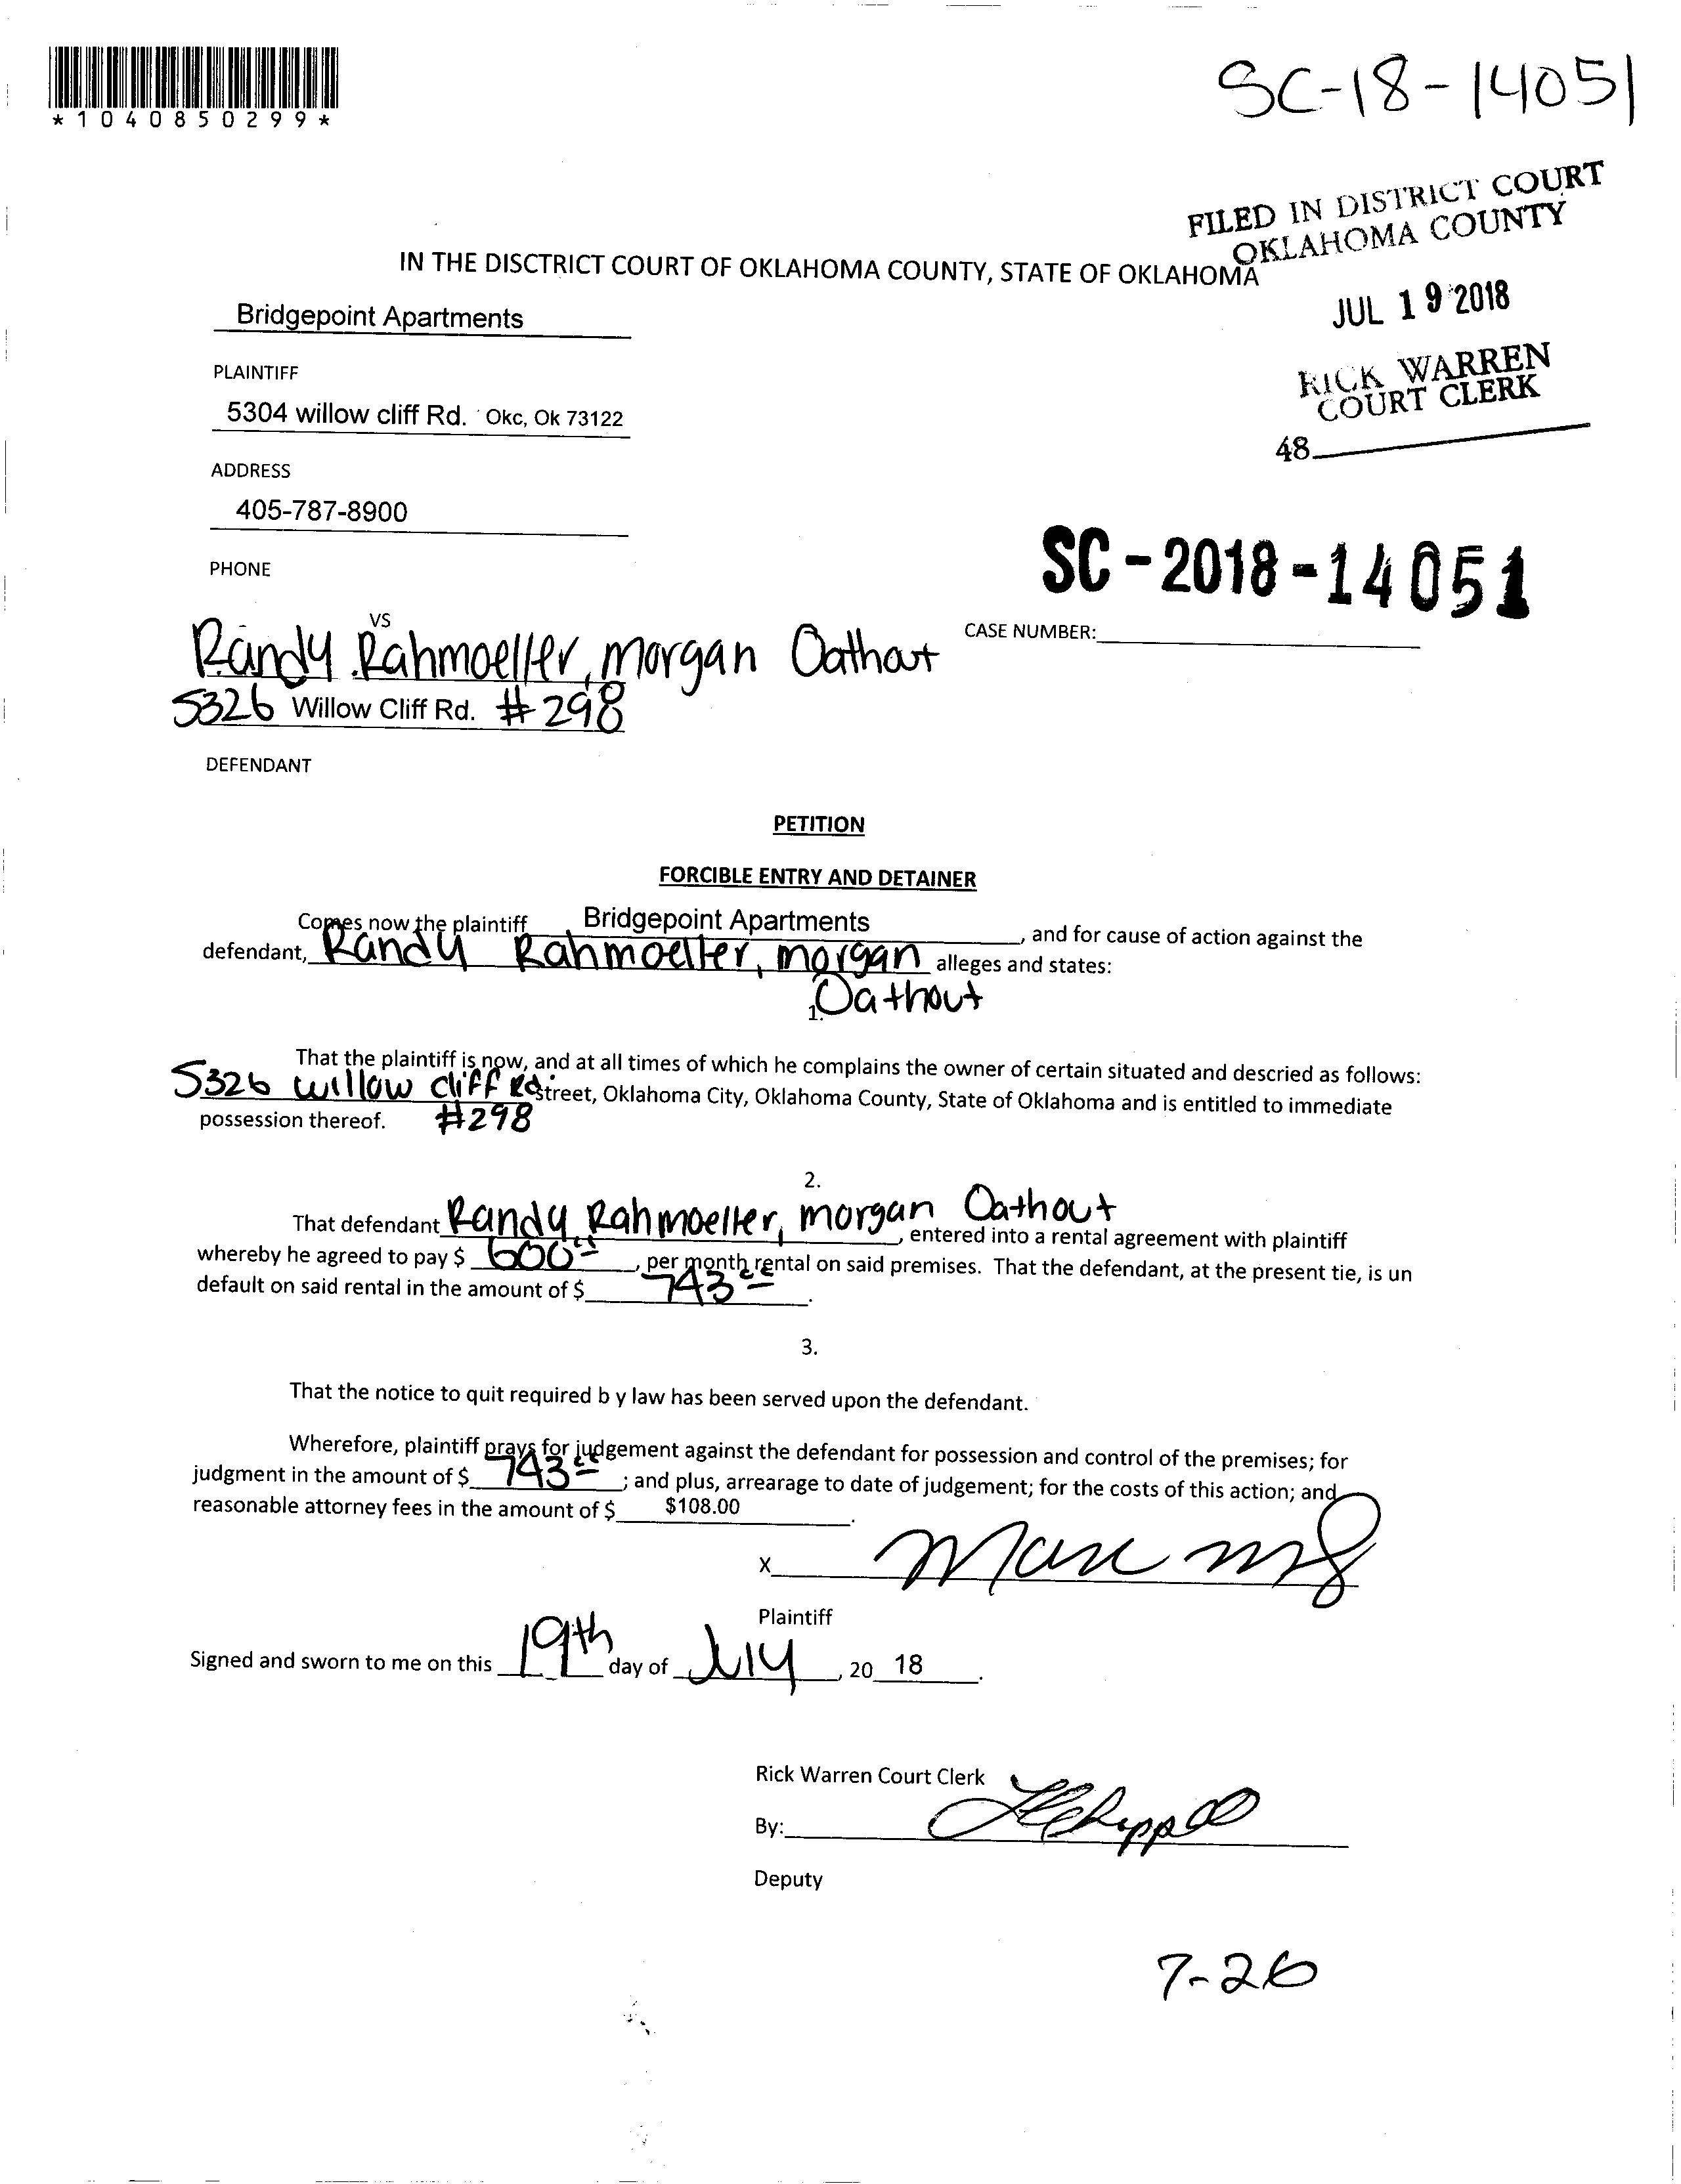 *1040850299*
SC-18-14051
FILED IN DISTRICT COURT
OKLAHOMA COUNTY
IN THE DISCTRICT COURT OF OKLAHOMA COUNTY, STATE OF OKLAHOMA
JUL 19 2018
RICK WARREN
COURT CLERK
48
Bridgepoint Apartments
PLAINTIFF
5304 willow cliff Rd. Okc, Ok 73122
ADDRESS
405-787-8900
PHONE
SC-2018-14051
CASE NUMBER:
VS
Randy Rahmoeller, morgan Oathout
5326 Willow Cliff Rd. #298
DEFENDANT
PETITION
FORCIBLE ENTRY AND DETAINER
Comes now the plaintiff Bridgepoint Apartments, and for cause of action against the
defendant, Randy Rahmoeller, morgan alleges and states:
Oathout
1.
That the plaintiff is now, and at all times of which he complains the owner of certain situated and descried as follows:
5326 willow cliff Rd street, Oklahoma City, Oklahoma County, State of Oklahoma and is entitled to immediate
possession thereof. #298
2.
That defendant Randy Rahmoeller, morgan Oathout, entered into a rental agreement with plaintiff
whereby he agreed to pay $ 600, per month rental on said premises. That the defendant, at the present tie, is un
default on said rental in the amount of $ 743.
3.
That the notice to quit required b y law has been served upon the defendant.
Wherefore, plaintiff prays for judgement against the defendant for possession and control of the premises; for
judgment in the amount of $ 743; and plus, arrearage to date of judgement; for the costs of this action; and
reasonable attorney fees in the amount of $ $108.00.
X
Plaintiff
Signed and sworn to me on this 19th day of July, 20 18.
Rick Warren Court Clerk
By:
Deputy
7-26